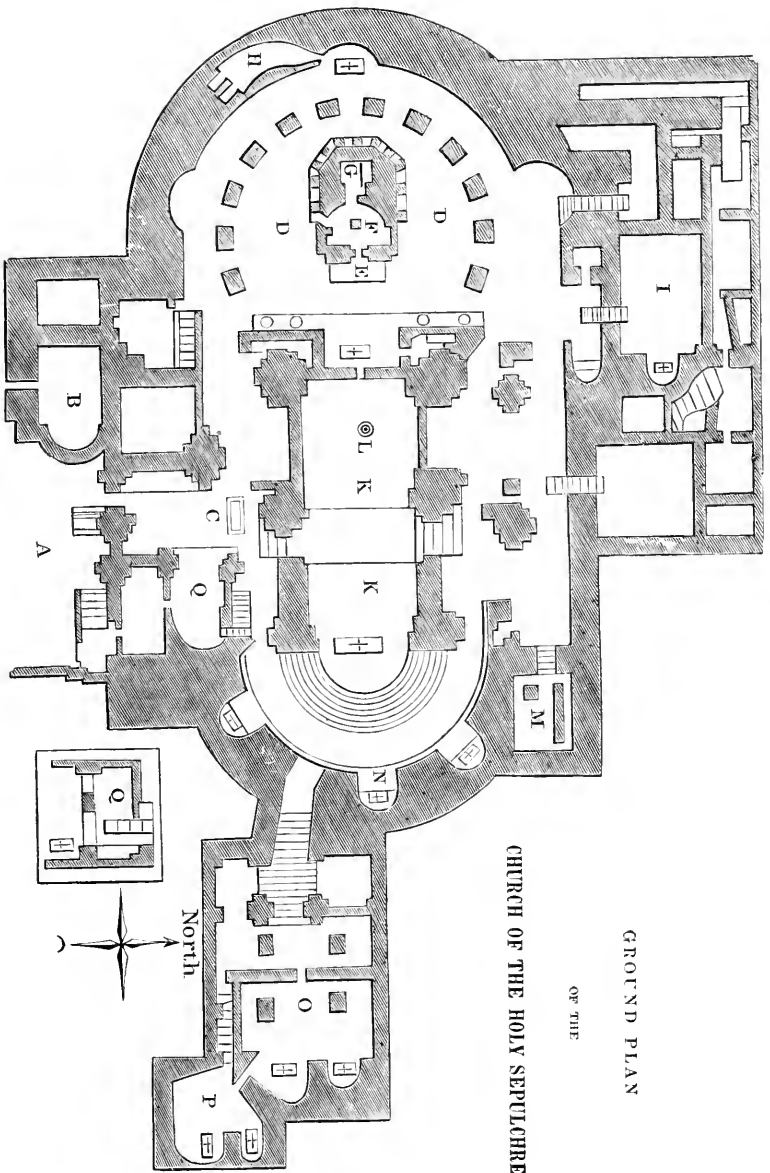 GROUND PLAN
OF THE
CHURCH OF THE HOLY SEPULCHRE
H
G
D
D
F
E
I
B
L K
C
A
K
Q
M
N
Q
North.
O
P